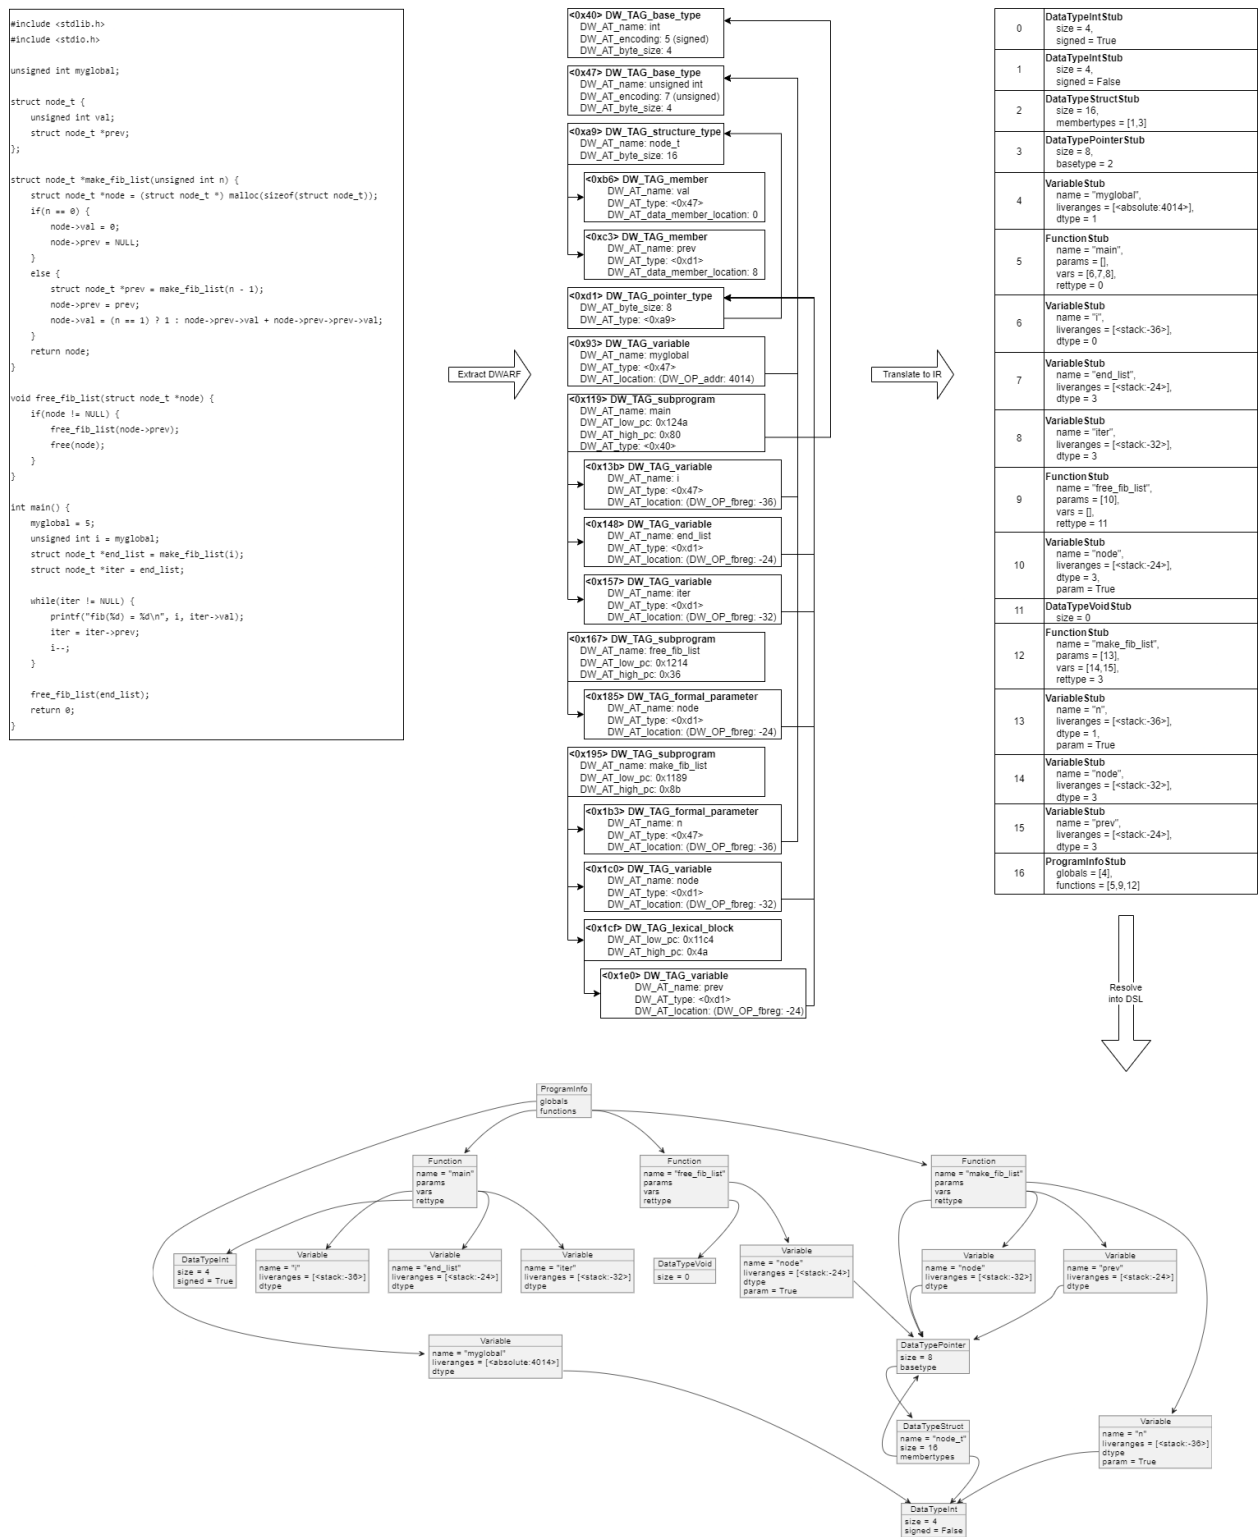 #include <stdlib.h>
#include <stdio.h>
unsigned int myglobal;
struct node_t {
unsigned int val;
struct node_t *prev;
};
struct node_t *make_fib_list(unsigned int n) {
struct node_t *node = (struct node_t *) malloc(sizeof(struct node_t));
if(n == 0) {
node->val = 0;
node->prev = NULL;
}
else {
struct node_t *prev = make_fib_list(n - 1);
node->prev = prev;
node->val = (n == 1) ? 1 : node->prev->val + node->prev->prev->val;
}
return node;
}
void free_fib_list(struct node_t *node) {
if(node != NULL) {
free_fib_list(node->prev);
free(node);
}
}
int main() {
myglobal = 5;
unsigned int i = myglobal;
struct node_t *end_list = make_fib_list(i);
struct node_t *iter = end_list;
while(iter != NULL) {
printf("fib(%d) = %d\n", i, iter->val);
iter = iter->prev;
i--;
}
free_fib_list(end_list);
return 0;
}
Extract DWARF
<0x40> DW_TAG_base_type
DW_AT_name: int
DW_AT_encoding: 5 (signed)
DW_AT_byte_size: 4
<0x47> DW_TAG_base_type
DW_AT_name: unsigned int
DW_AT_encoding: 7 (unsigned)
DW_AT_byte_size: 4
<0xa9> DW_TAG_structure_type
DW_AT_name: node_t
DW_AT_byte_size: 16
<0xb6> DW_TAG_member
DW_AT_name: val
DW_AT_type: <0x47>
DW_AT_data_member_location: 0
<0xc3> DW_TAG_member
DW_AT_name: prev
DW_AT_type: <0xd1>
DW_AT_data_member_location: 8
<0xd1> DW_TAG_pointer_type
DW_AT_byte_size: 8
DW_AT_type: <0xa9>
<0x93> DW_TAG_variable
DW_AT_name: myglobal
DW_AT_type: <0x47>
DW_AT_location: (DW_OP_addr: 4014)
<0x119> DW_TAG_subprogram
DW_AT_name: main
DW_AT_low_pc: 0x124a
DW_AT_high_pc: 0x80
DW_AT_type: <0x40>
<0x13b> DW_TAG_variable
DW_AT_name: i
DW_AT_type: <0x47>
DW_AT_location: (DW_OP_fbreg: -36)
<0x148> DW_TAG_variable
DW_AT_name: end_list
DW_AT_type: <0xd1>
DW_AT_location: (DW_OP_fbreg: -24)
<0x157> DW_TAG_variable
DW_AT_name: iter
DW_AT_type: <0xd1>
DW_AT_location: (DW_OP_fbreg: -32)
<0x167> DW_TAG_subprogram
DW_AT_name: free_fib_list
DW_AT_low_pc: 0x1214
DW_AT_high_pc: 0x36
<0x185> DW_TAG_formal_parameter
DW_AT_name: node
DW_AT_type: <0xd1>
DW_AT_location: (DW_OP_fbreg: -24)
<0x195> DW_TAG_subprogram
DW_AT_name: make_fib_list
DW_AT_low_pc: 0x1189
DW_AT_high_pc: 0x8b
<0x1b3> DW_TAG_formal_parameter
DW_AT_name: n
DW_AT_type: <0x47>
DW_AT_location: (DW_OP_fbreg: -36)
<0x1c0> DW_TAG_variable
DW_AT_name: node
DW_AT_type: <0xd1>
DW_AT_location: (DW_OP_fbreg: -32)
<0x1cf> DW_TAG_lexical_block
DW_AT_low_pc: 0x11c4
DW_AT_high_pc: 0x4a
<0x1e0> DW_TAG_variable
DW_AT_name: prev
DW_AT_type: <0xd1>
DW_AT_location: (DW_OP_fbreg: -24)
Translate to IR
0
DataTypeIntStub
size = 4,
signed = True
1
DataTypeIntStub
size = 4,
signed = False
2
DataTypeStructStub
size = 16,
membertypes = [1,3]
3
DataTypePointerStub
size = 8,
basetype = 2
4
VariableStub
name = "myglobal",
liveranges = [<absolute:4014>],
dtype = 1
5
FunctionStub
name = "main",
params = [],
vars = [6,7,8],
rettype = 0
6
VariableStub
name = "i",
liveranges = [<stack:-36>],
dtype = 0
7
VariableStub
name = "end_list",
liveranges = [<stack:-24>],
dtype = 3
8
VariableStub
name = "iter",
liveranges = [<stack:-32>],
dtype = 3
9
FunctionStub
name = "free_fib_list",
params = [10],
vars = [],
rettype = 11
10
VariableStub
name = "node",
liveranges = [<stack:-24>],
dtype = 3,
param = True
11
DataTypeVoidStub
size = 0
12
FunctionStub
name = "make_fib_list",
params = [13],
vars = [14,15],
rettype = 3
13
VariableStub
name = "n",
liveranges = [<stack:-36>],
dtype = 1,
param = True
14
VariableStub
name = "node",
liveranges = [<stack:-32>],
dtype = 3
15
VariableStub
name = "prev",
liveranges = [<stack:-24>],
dtype = 3
16
ProgramInfoStub
globals = [4],
functions = [5,9,12]
Resolve
into DSL
ProgramInfo
globals
functions
Function
name = "main"
params
vars
rettype
Function
name = "free_fib_list"
params
vars
rettype
Function
name = "make_fib_list"
params
vars
rettype
DataTypeInt
size = 4
signed = True
Variable
name = "i"
liveranges = [<stack:-36>]
dtype
Variable
name = "end_list"
liveranges = [<stack:-24>]
dtype
Variable
name = "iter"
liveranges = [<stack:-32>]
dtype
DataTypeVoid
size = 0
Variable
name = "node"
liveranges = [<stack:-24>]
dtype
param = True
Variable
name = "node"
liveranges = [<stack:-32>]
dtype
Variable
name = "prev"
liveranges = [<stack:-24>]
dtype
Variable
name = "myglobal"
liveranges = [<absolute:4014>]
dtype
DataTypePointer
size = 8
basetype
DataTypeStruct
name = "node_t"
size = 16
membertypes
Variable
name = "n"
liveranges = [<stack:-36>]
dtype
param = True
DataTypeInt
size = 4
signed = False